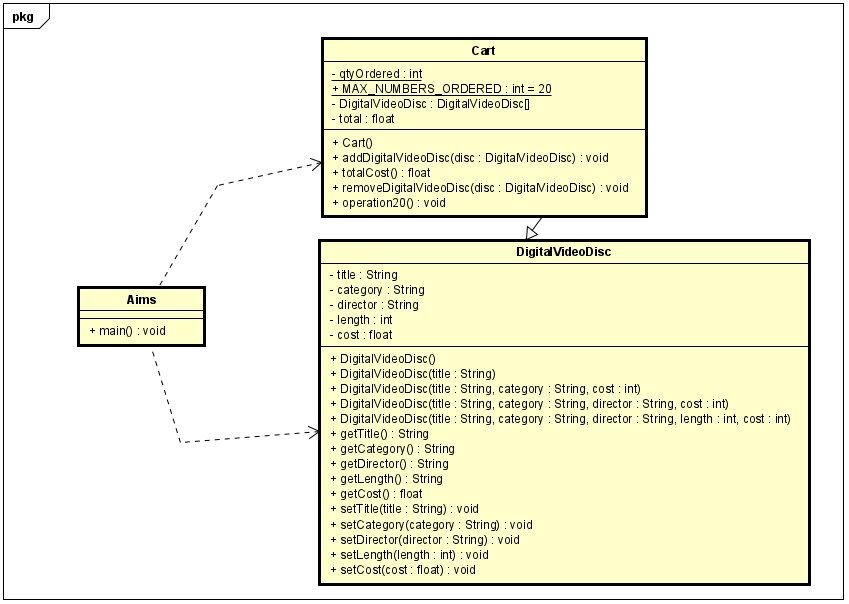 pkg
Cart
- qtyOrdered : int
+ MAX_NUMBERS_ORDERED : int = 20
- DigitalVideoDisc : DigitalVideoDisc[]
- total : float
+ Cart()
+ addDigitalVideoDisc(disc : DigitalVideoDisc) : void
+ totalCost() : float
+ removeDigitalVideoDisc(disc : DigitalVideoDisc) : void
+ operation20() : void
Aims
+ main() : void
DigitalVideoDisc
- title : String
- category : String
- director : String
- length : int
- cost : float
+ DigitalVideoDisc()
+ DigitalVideoDisc(title : String)
+ DigitalVideoDisc(title : String, category : String, cost : int)
+ DigitalVideoDisc(title : String, category : String, director : String, cost : int)
+ DigitalVideoDisc(title : String, category : String, director : String, length : int, cost : int)
+ getTitle() : String
+ getCategory() : String
+ getDirector() : String
+ getLength() : String
+ getCost() : float
+ setTitle(title : String) : void
+ setCategory(category : String) : void
+ setDirector(director : String) : void
+ setLength(length : int) : void
+ setCost(cost : float) : void